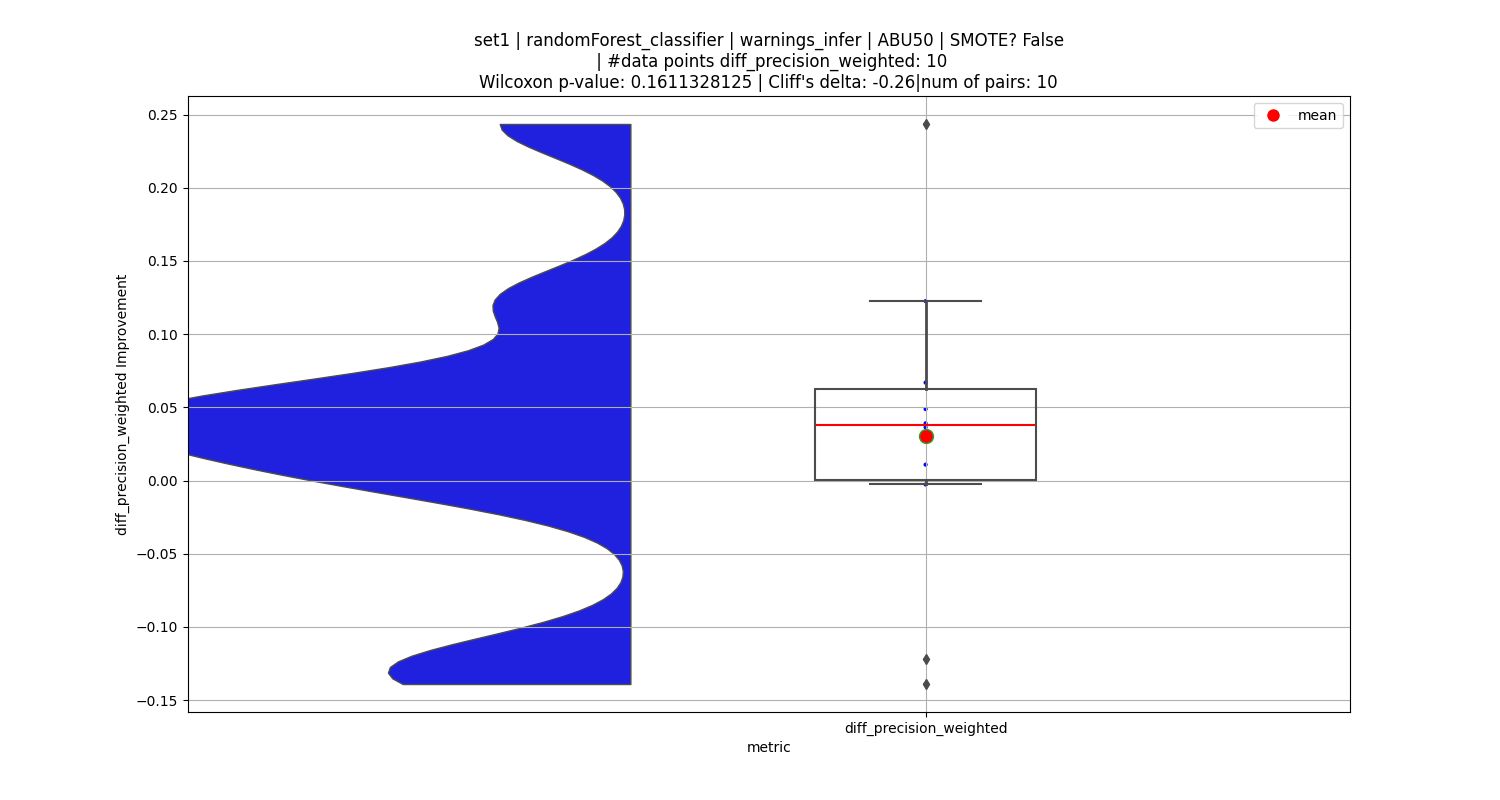 set1 | randomForest_classifier | warnings_infer | ABU50 | SMOTE? False
| #data points diff_precision_weighted: 10
Wilcoxon p-value: 0.1611328125 | Cliff's delta: -0.26|num of pairs: 10
mean
0.25
0.20
0.15
0.10
0.05
0.00
−0.05
−0.10
−0.15
diff_precision_weighted Improvement
diff_precision_weighted
metric